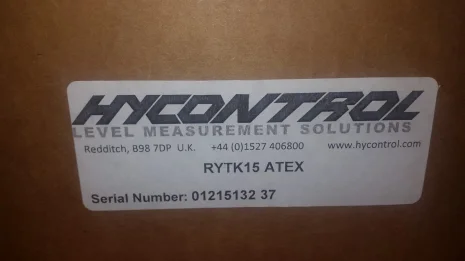 HYCONTROL
LEVEL MEASUREMENT SOLUTIONS
Redditch, B98 7DP U.K. +44 (0)1527 406800 www.hycontrol.com
RYTK15 ATEX
Serial Number: 01215132 37